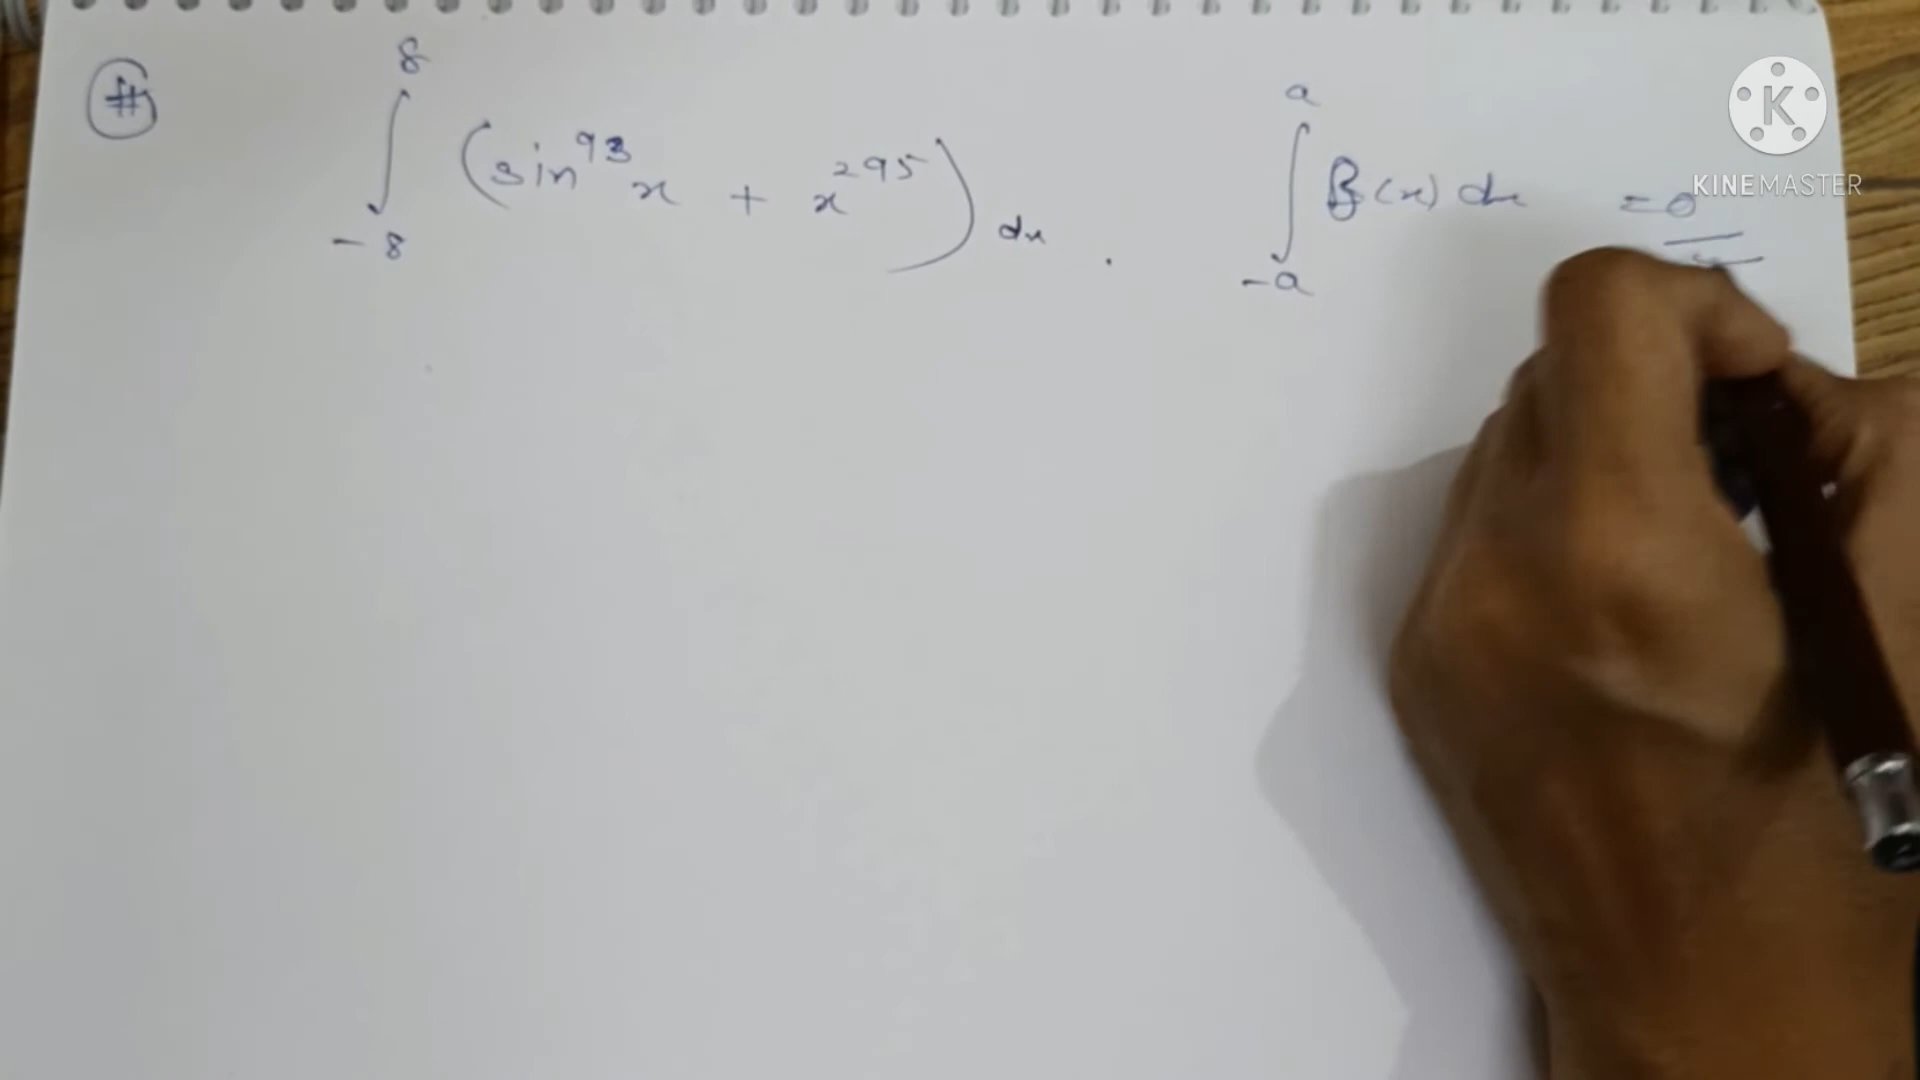 # ∫_{-8}^{8} (sin^{93} x + x^{295}) dx .
∫_{-a}^{a} f(x) dx = 0
K
KINEMASTER